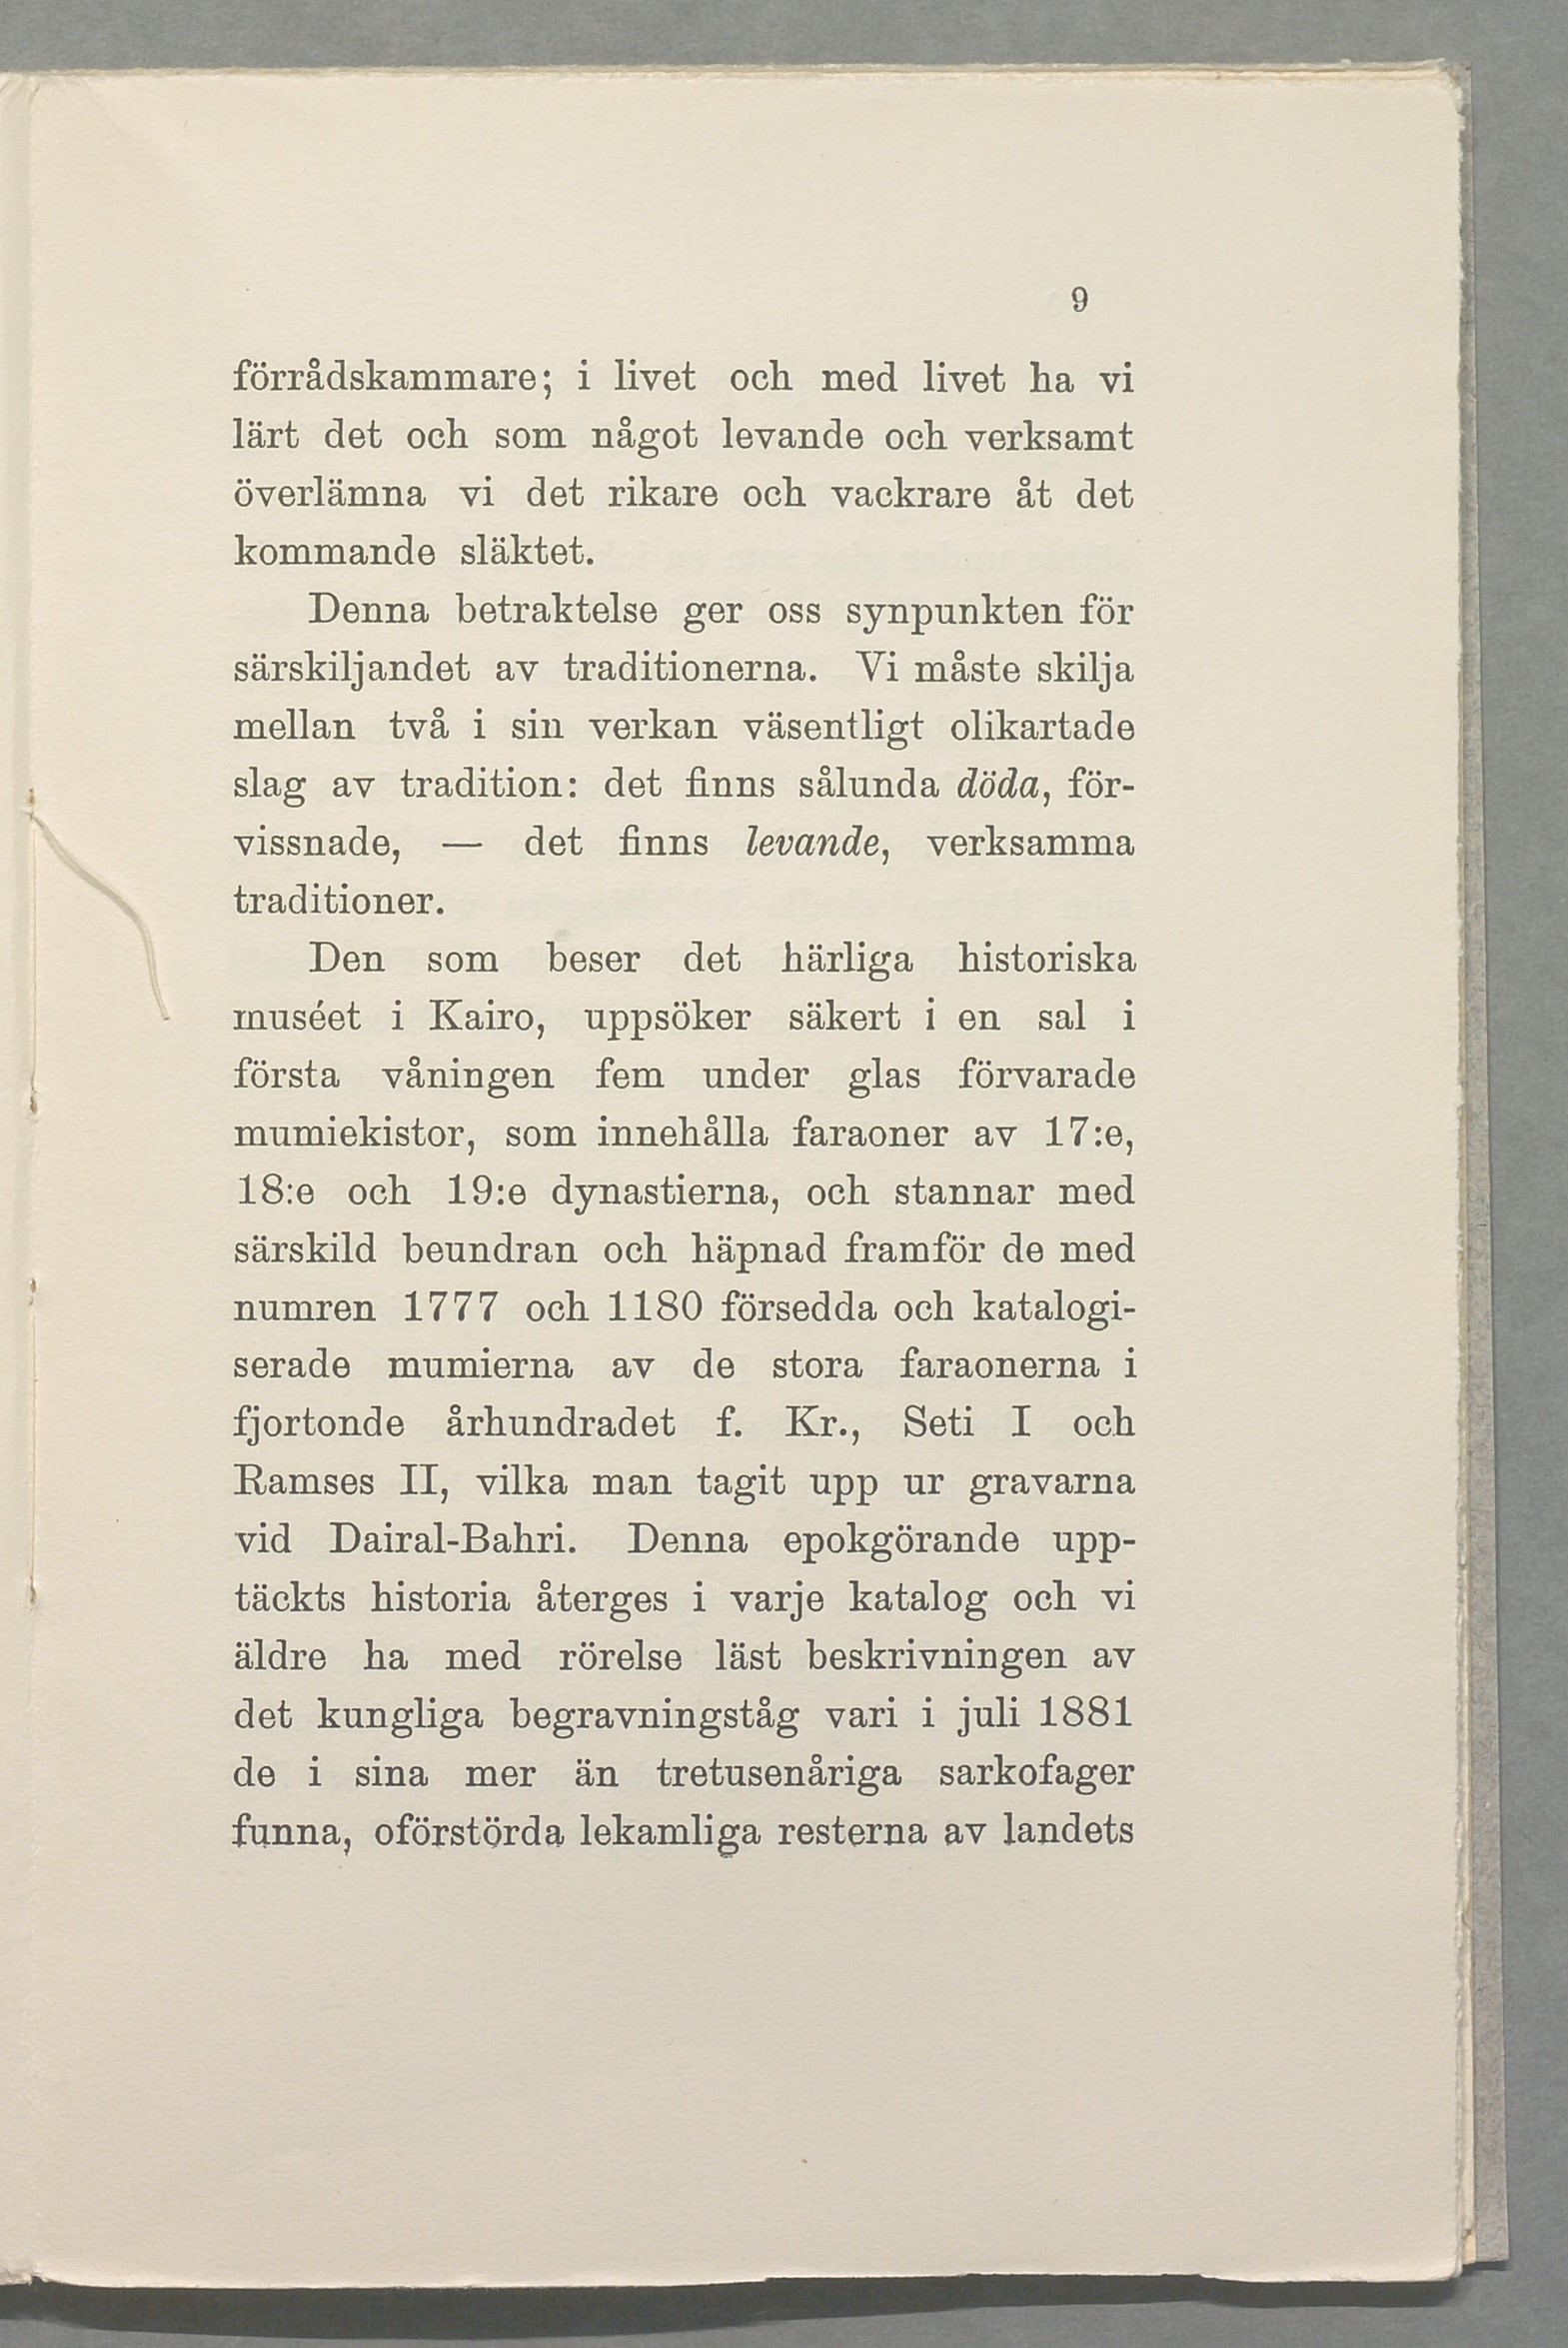 9
förrådskammare; i livet och med livet ha vi
lärt det och som något levande och verksamt
överlämna vi det rikare och vackrare åt det
kommande släktet.
Denna betraktelse ger oss synpunkten för
särskiljandet av traditionerna. Vi måste skilja
mellan två i sin verkan väsentligt olikartade
slag av tradition: det finns sålunda döda, för-
vissnade, — det finns levande, verksamma
traditioner.
Den som beser det härliga historiska
muséet i Kairo, uppsöker säkert i en sal i
första våningen fem under glas förvarade
mumiekistor, som innehålla faraoner av 17:e,
18:e och 19:e dynastierna, och stannar med
särskild beundran och häpnad framför de med
numren 1777 och 1180 försedda och katalogi-
serade mumierna av de stora faraonerna i
fjortonde århundradet f. Kr., Seti I och
Ramses II, vilka man tagit upp ur gravarna
vid Dairal-Bahri. Denna epokgörande upp-
täckts historia återges i varje katalog och vi
äldre ha med rörelse läst beskrivningen av
det kungliga begravningståg vari i juli 1881
de i sina mer än tretusenåriga sarkofager
funna, oförstörda lekamliga resterna av landets